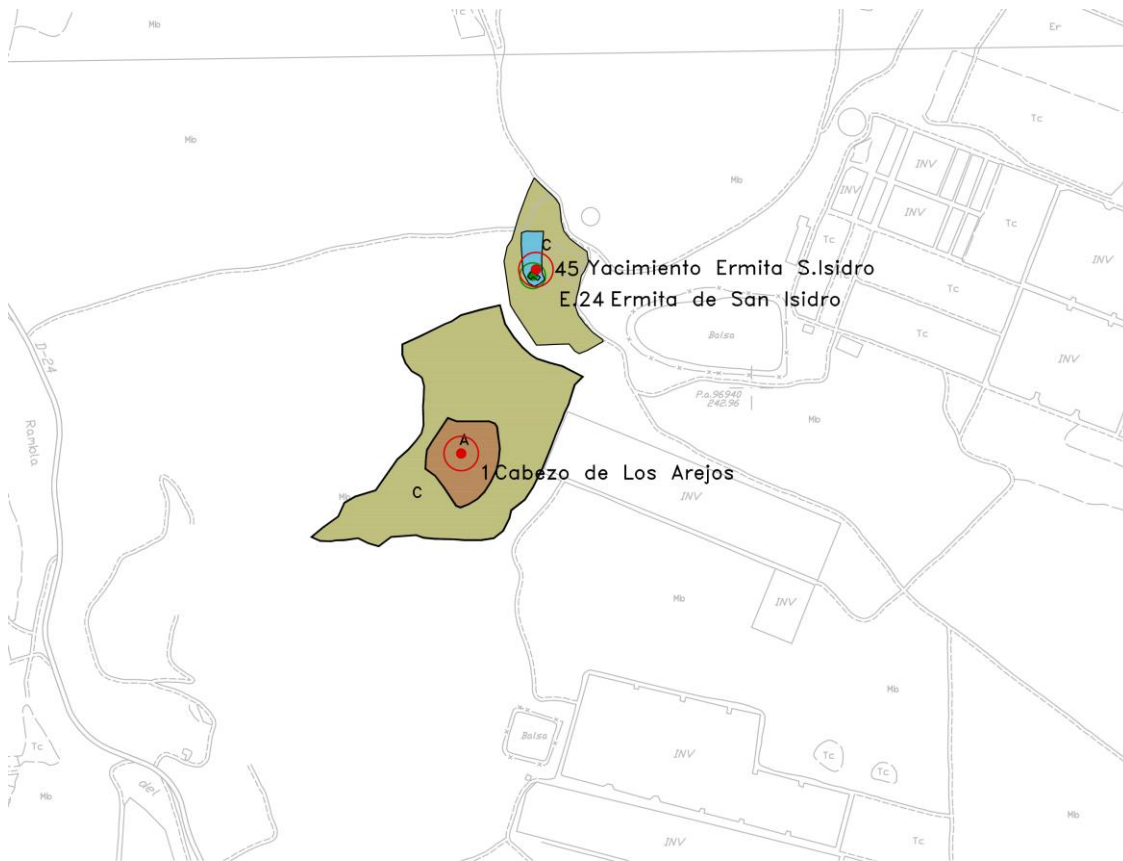 Mb
Tc
Er
Mb
Tc
Mb
INV
INV
INV
Tc
Tc
C
45 Yacimiento Ermita S.Isidro
INV
E.24 Ermita de San Isidro
Tc
Balsa
INV
D-24
P.a.96940
242.96
Mb
Rambla
A
1 Cabezo de Los Arejos
C
Mb
INV
Mb
INV
Mb
Balsa
INV
Tc
Tc
Tc
del
Mb
Mb
INV
Tc